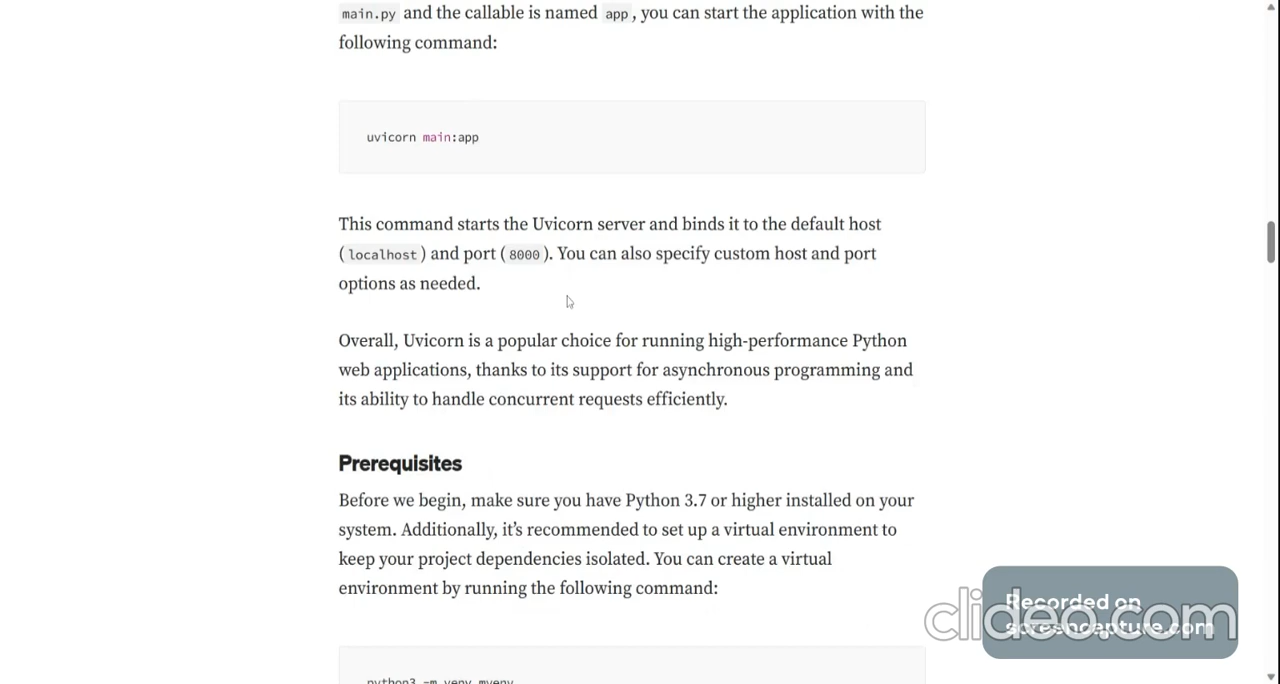 main.py and the callable is named app, you can start the application with the
following command:
uvicorn main:app
This command starts the Uvicorn server and binds it to the default host
(localhost) and port (8000). You can also specify custom host and port
options as needed.
Overall, Uvicorn is a popular choice for running high-performance Python
web applications, thanks to its support for asynchronous programming and
its ability to handle concurrent requests efficiently.
Prerequisites
Before we begin, make sure you have Python 3.7 or higher installed on your
system. Additionally, it’s recommended to set up a virtual environment to
keep your project dependencies isolated. You can create a virtual
environment by running the following command:
python3 -m venv myenv
Recorded on
screencapture.com
clideo.com